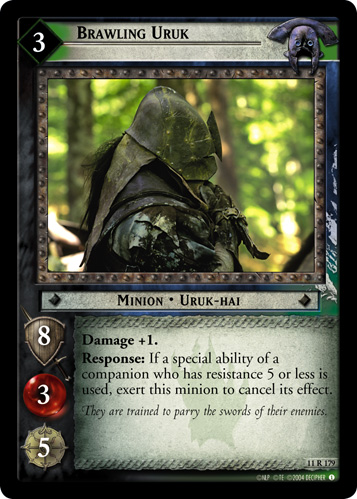 3
Brawling Uruk
Minion • Uruk-hai
8
Damage +1.
Response: If a special ability of a
companion who has resistance 5 or less is
used, exert this minion to cancel its effect.
They are trained to parry the swords of their enemies.
3
5
11 R 179
©NLP ©TE ©2004 DECIPHER